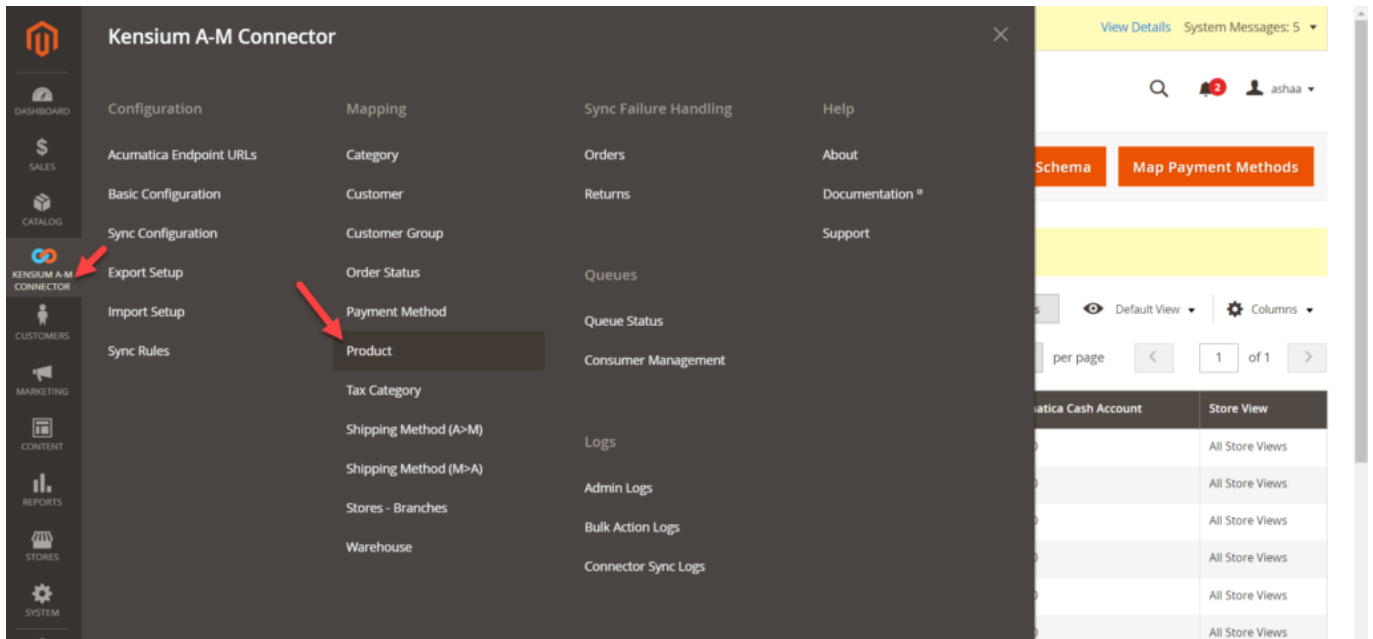 Kensium A-M Connector
View Details System Messages: 5
2 ashaa
DASHBOARD
SALES
CATALOG
KENSIUM A-M
CONNECTOR
CUSTOMERS
MARKETING
CONTENT
REPORTS
STORES
SYSTEM
Configuration
Acumatica Endpoint URLs
Basic Configuration
Sync Configuration
Export Setup
Import Setup
Sync Rules
Mapping
Category
Customer
Customer Group
Order Status
Payment Method
Product
Tax Category
Shipping Method (A>M)
Shipping Method (M>A)
Stores - Branches
Warehouse
Sync Failure Handling
Orders
Returns
Queues
Queue Status
Consumer Management
Logs
Admin Logs
Bulk Action Logs
Connector Sync Logs
Help
About
Documentation
Support
Schema Map Payment Methods
s Default View Columns
per page 1 of 1
atica Cash Account Store View
All Store Views
All Store Views
All Store Views
All Store Views
All Store Views
All Store Views